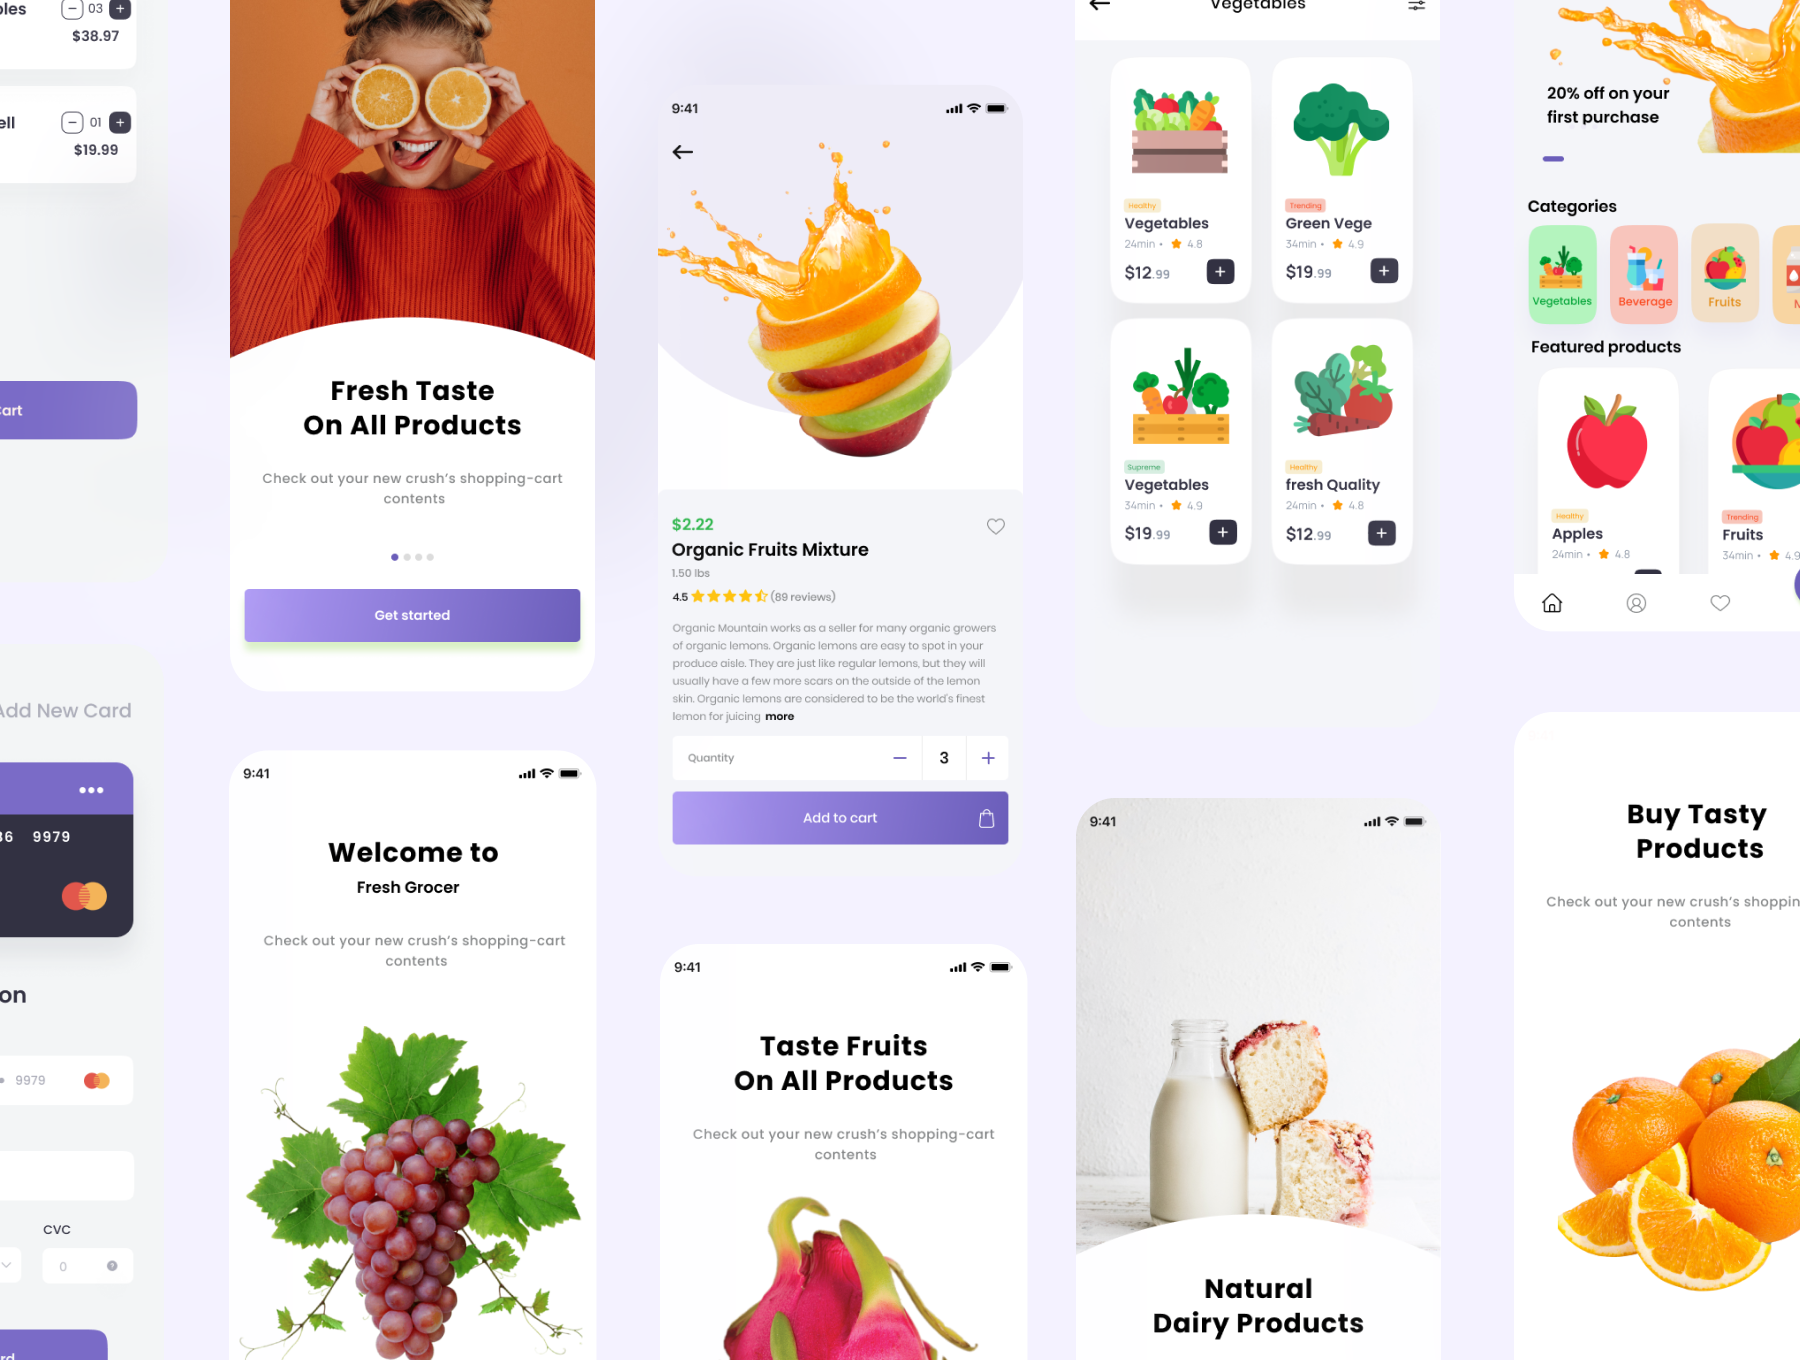 03
$38.97
01
$19.99
Add New Card
9979
9979
CVC
0
Fresh Taste
On All Products
Check out your new crush's shopping-cart
contents
Get started
9:41
Welcome to
Fresh Grocer
Check out your new crush's shopping-cart
contents
9:41
$2.22
Organic Fruits Mixture
1.50 lbs
4.5 (89 reviews)
Organic Mountain works as a seller for many organic growers
of organic lemons. Organic lemons are easy to spot in your
produce aisle. They are just like regular lemons, but they will
usually have a few more scars on the outside of the lemon
skin. Organic lemons are considered to be the world's finest
lemon for juicing more
Quantity
3
Add to cart
9:41
Taste Fruits
On All Products
Check out your new crush's shopping-cart
contents
Vegetables
Healthy
Vegetables
24min • 4.8
$12.99
Trending
Green Vege
34min • 4.9
$19.99
Supreme
Vegetables
34min • 4.9
$19.99
Healthy
fresh Quality
24min • 4.8
$12.99
9:41
Natural
Dairy Products
20% off on your
first purchase
Categories
Vegetables
Beverage
Fruits
Featured products
Healthy
Apples
24min • 4.8
Trending
Fruits
34min • 4.9
Buy Tasty
Products
Check out your new crush's
contents